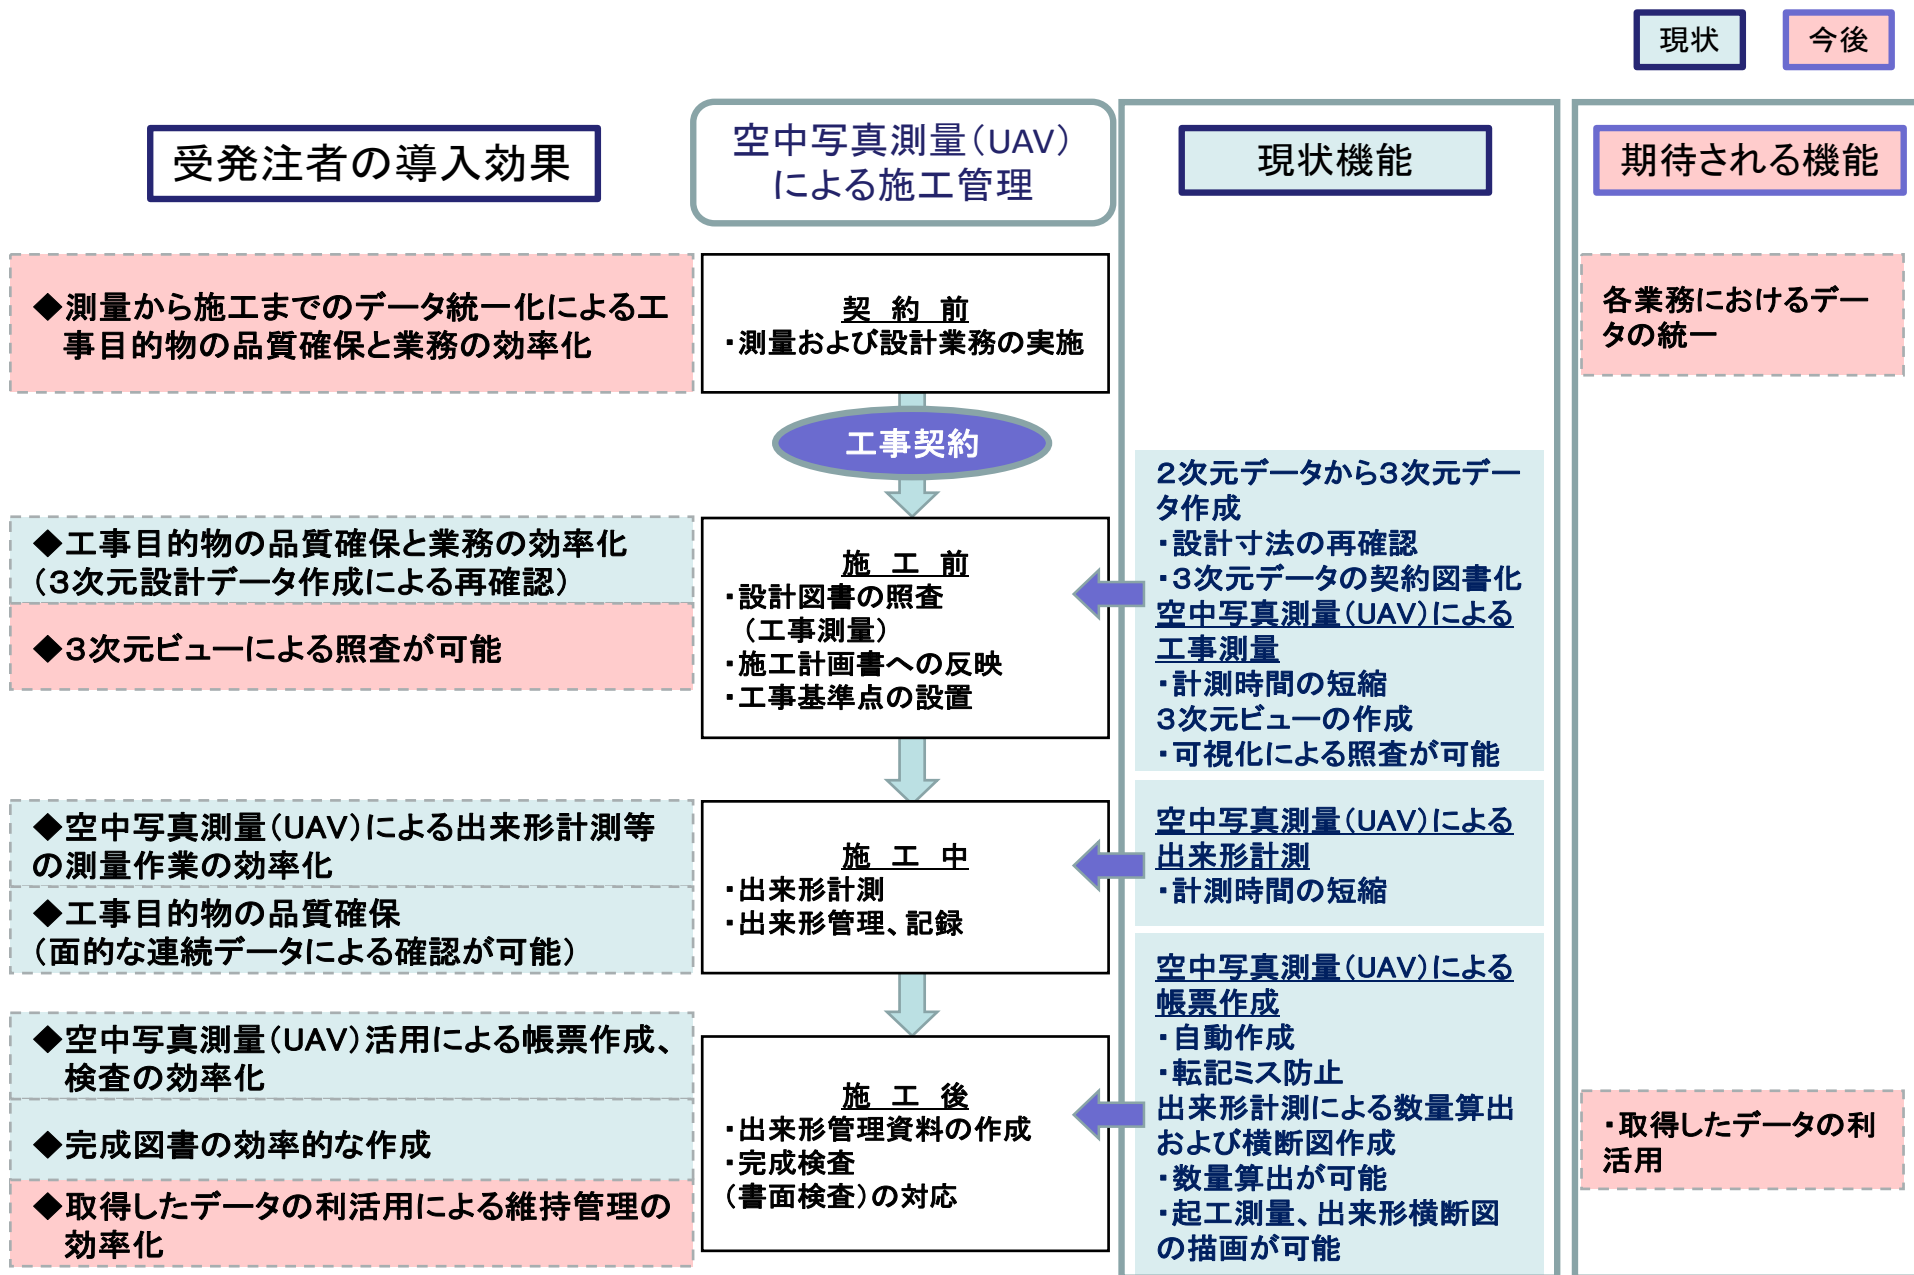 現状
今後
受発注者の導入効果
空中写真測量（UAV）
による施工管理
現状機能
期待される機能
◆測量から施工までのデータ統一化による工
事目的物の品質確保と業務の効率化
契　約　前
・測量および設計業務の実施
各業務におけるデー
タの統一
工事契約
◆工事目的物の品質確保と業務の効率化
（３次元設計データ作成による再確認）
◆３次元ビューによる照査が可能
施　工　前
・設計図書の照査
（工事測量）
・施工計画書への反映
・工事基準点の設置
２次元データから３次元デー
タ作成
・設計寸法の再確認
・３次元データの契約図書化
空中写真測量（UAV）による
工事測量
・計測時間の短縮
３次元ビューの作成
・可視化による照査が可能
◆空中写真測量（UAV）による出来形計測等
の測量作業の効率化
◆工事目的物の品質確保
（面的な連続データによる確認が可能）
施　工　中
・出来形計測
・出来形管理、記録
空中写真測量（UAV）による
出来形計測
・計測時間の短縮
◆空中写真測量（UAV）活用による帳票作成、
検査の効率化
◆完成図書の効率的な作成
◆取得したデータの利活用による維持管理の
効率化
施　工　後
・出来形管理資料の作成
・完成検査
（書面検査）の対応
空中写真測量（UAV）による
帳票作成
・自動作成
・転記ミス防止
出来形計測による数量算出
および横断図作成
・数量算出が可能
・起工測量、出来形横断図
の描画が可能
・取得したデータの利
活用